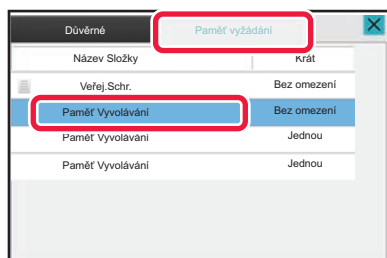 Důvěrné Paměť vyžádání
Název Složky Krát
Veřej.Schr. Bez omezení
Paměť Vyvolávání Bez omezení
Paměť Vyvolávání Jednou
Paměť Vyvolávání Jednou